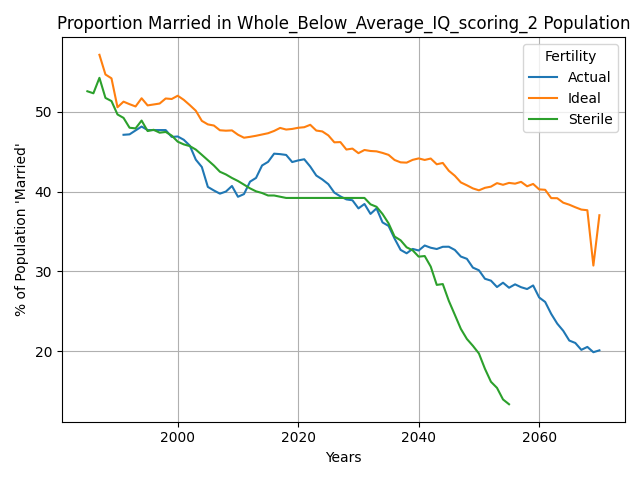 Proportion Married in Whole_Below_Average_IQ_scoring_2 Population
Fertility
Actual
Ideal
Sterile
% of Population 'Married'
50
40
30
20
2000
2020
2040
2060
Years